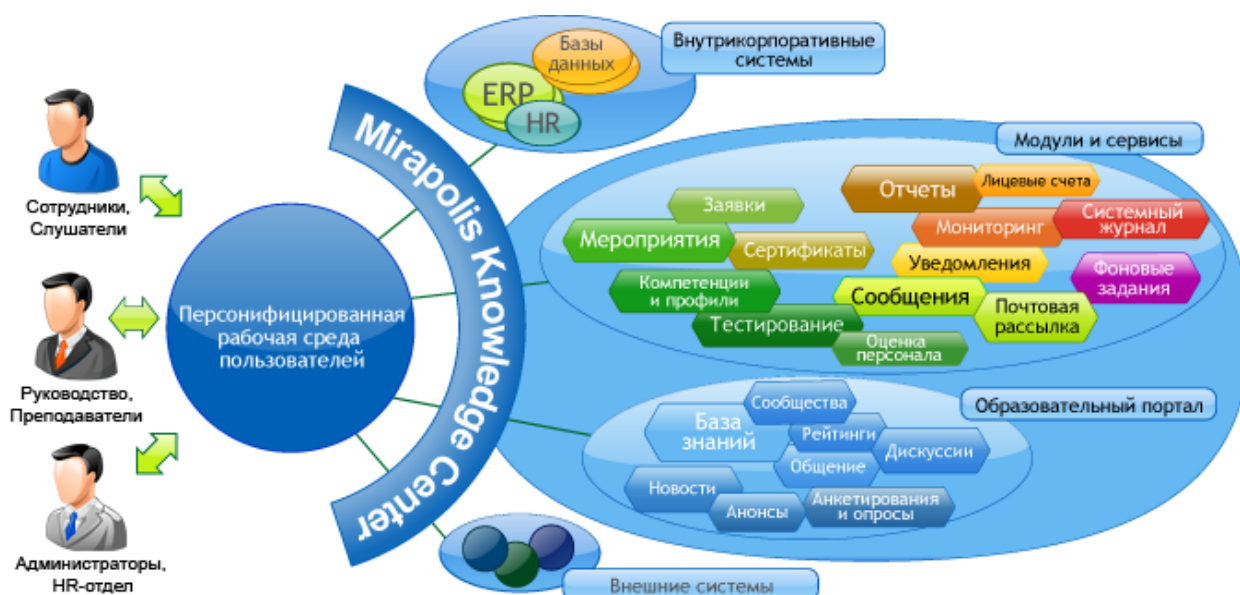 Сотрудники,
Слушатели
Руководство,
Преподаватели
Администраторы,
HR-отдел
Персонифицированная
рабочая среда
пользователей
Mirapolis Knowledge Center
Базы
данных
ERP
HR
Внутрикорпоративные
системы
Модули и сервисы
Отчеты
Лицевые счета
Заявки
Мониторинг
Системный
журнал
Мероприятия
Сертификаты
Уведомления
Фоновые
задания
Компетенции
и профили
Сообщения
Почтовая
рассылка
Тестирование
Оценка
персонала
Образовательный портал
Сообщества
База
знаний
Рейтинги
Дискуссии
Общение
Новости
Анонсы
Анкетирования
и опросы
Внешние системы